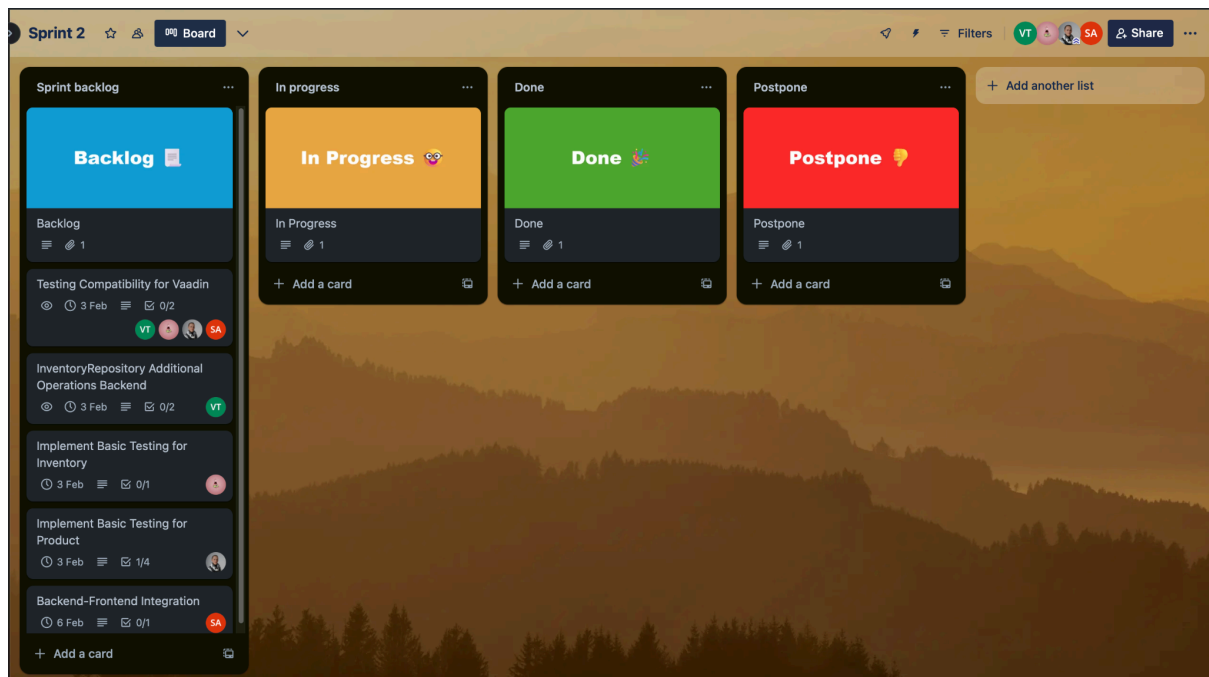 Sprint 2
Board
Filters
VT
SA
Share
Sprint backlog
Backlog
Backlog
1
Testing Compatibility for Vaadin
3 Feb
0/2
VT
SA
InventoryRepository Additional
Operations Backend
3 Feb
0/2
VT
Implement Basic Testing for
Inventory
3 Feb
0/1
Implement Basic Testing for
Product
3 Feb
1/4
Backend-Frontend Integration
6 Feb
0/1
SA
+ Add a card
In progress
In Progress
In Progress
1
+ Add a card
Done
Done
Done
1
+ Add a card
Postpone
Postpone
Postpone
1
+ Add a card
+ Add another list